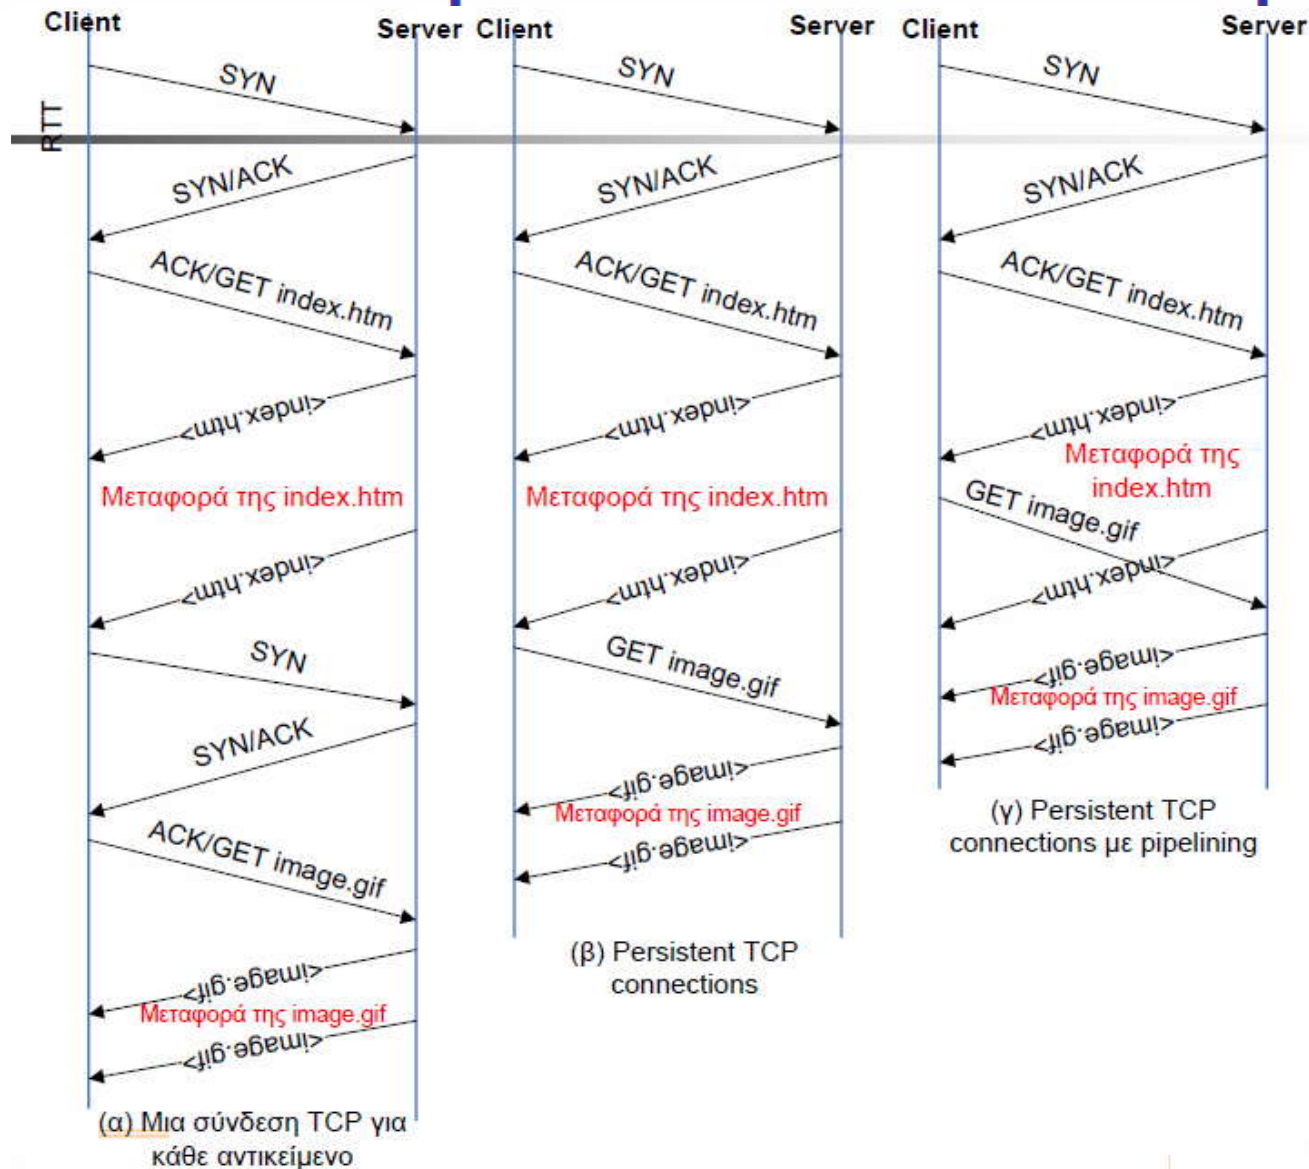 Client
Server
SYN
RTT
SYN/ACK
ACK/GET index.htm
<index.htm>
Μεταφορά της index.htm
<index.htm>
SYN
SYN/ACK
ACK/GET image.gif
<image.gif>
Μεταφορά της image.gif
<image.gif>
(α) Μια σύνδεση TCP για
κάθε αντικείμενο
Client
Server
SYN
SYN/ACK
ACK/GET index.htm
<index.htm>
Μεταφορά της index.htm
<index.htm>
GET image.gif
<image.gif>
Μεταφορά της image.gif
<image.gif>
(β) Persistent TCP
connections
Client
Server
SYN
SYN/ACK
ACK/GET index.htm
<index.htm>
Μεταφορά της
index.htm
GET image.gif
<index.htm>
<image.gif>
Μεταφορά της image.gif
<image.gif>
(γ) Persistent TCP
connections με pipelining